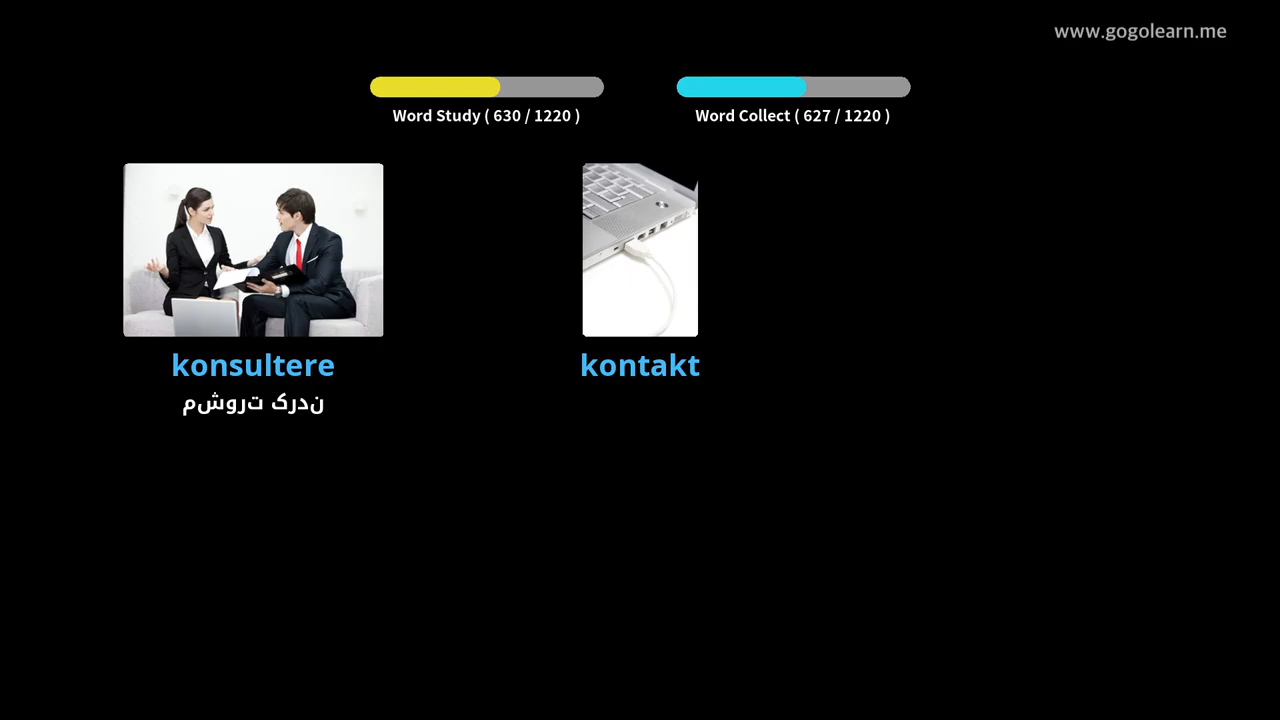 www.gogolearn.me
Word Study ( 630 / 1220 )
Word Collect ( 627 / 1220 )
konsultere
kontakt
مشورت کردن